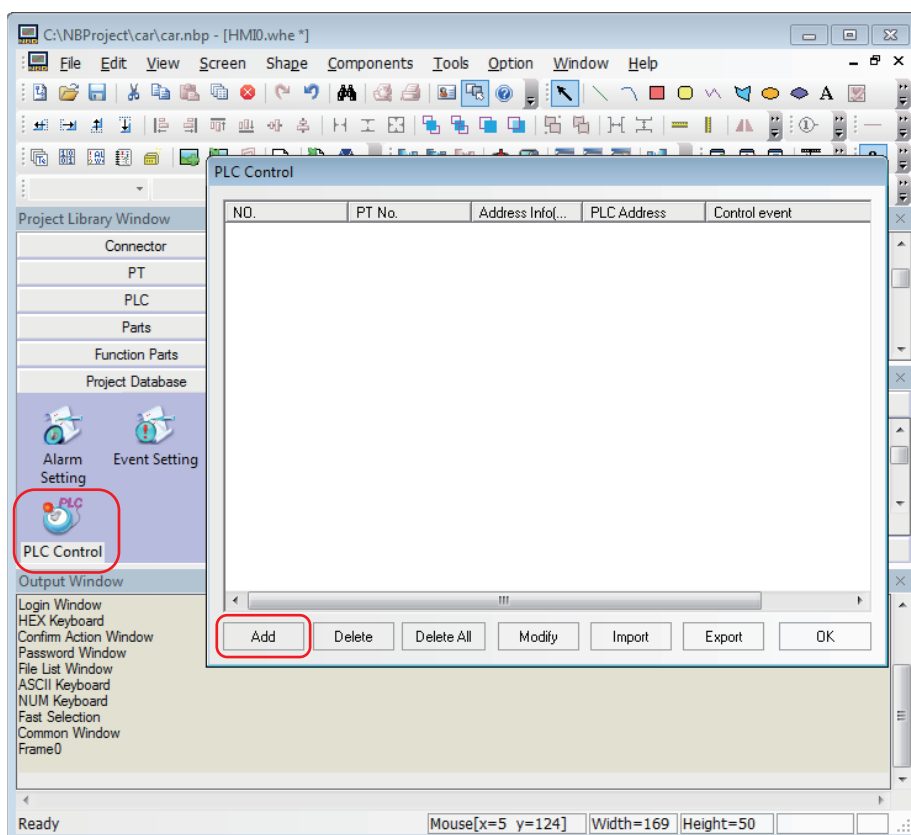 C:\NBProject\car\car.nbp - [HMI0.whe *]
File Edit View Screen Shape Components Tools Option Window Help
A
PLC Control
NO. PT No. Address Info(... PLC Address Control event
Project Library Window
Connector
PT
PLC
Parts
Function Parts
Project Database
Alarm Setting
Event Setting
PLC
PLC Control
Add Delete Delete All Modify Import Export OK
Output Window
Login Window
HEX Keyboard
Confirm Action Window
Password Window
File List Window
ASCII Keyboard
NUM Keyboard
Fast Selection
Common Window
Frame0
Ready Mouse[x=5 y=124] Width=169 Height=50